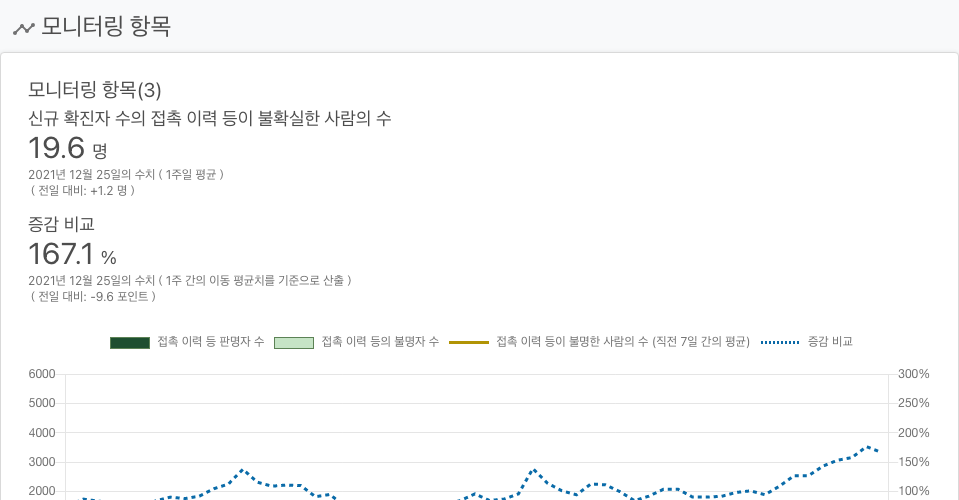 모니터링 항목
모니터링 항목(3)
신규 확진자 수의 접촉 이력 등이 불확실한 사람의 수
19.6 명
2021년 12월 25일의 수치 ( 1주일 평균 )
( 전일 대비: +1.2 명 )
증감 비교
167.1 %
2021년 12월 25일의 수치 ( 1주 간의 이동 평균치를 기준으로 산출 )
( 전일 대비: -9.6 포인트 )
접촉 이력 등 판명자 수 접촉 이력 등의 불명자 수 접촉 이력 등이 불명한 사람의 수 (직전 7일 간의 평균) 증감 비교
6000 300%
5000 250%
4000 200%
3000 150%
2000 100%